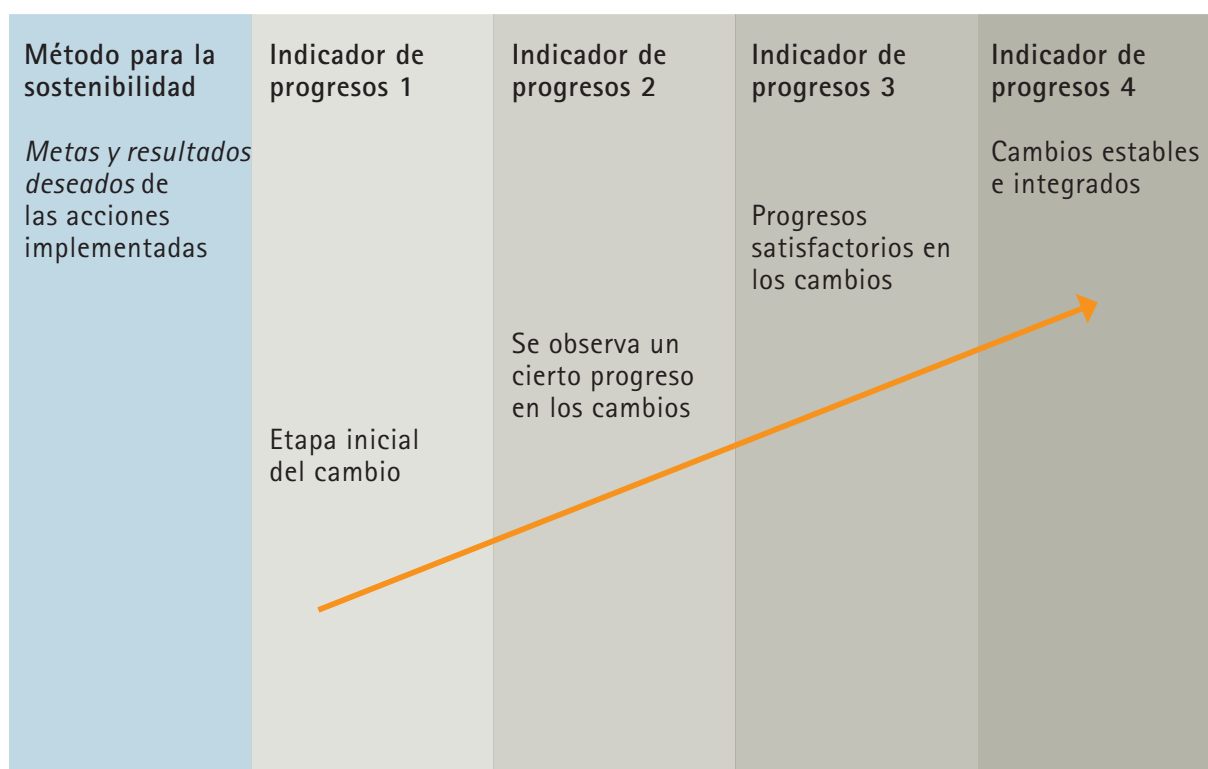 Método para la
sostenibilidad
Metas y resultados
deseados de
las acciones
implementadas
Indicador de
progresos 1
Etapa inicial
del cambio
Indicador de
progresos 2
Se observa un
cierto progreso
en los cambios
Indicador de
progresos 3
Progresos
satisfactorios en
los cambios
Indicador de
progresos 4
Cambios estables
e integrados